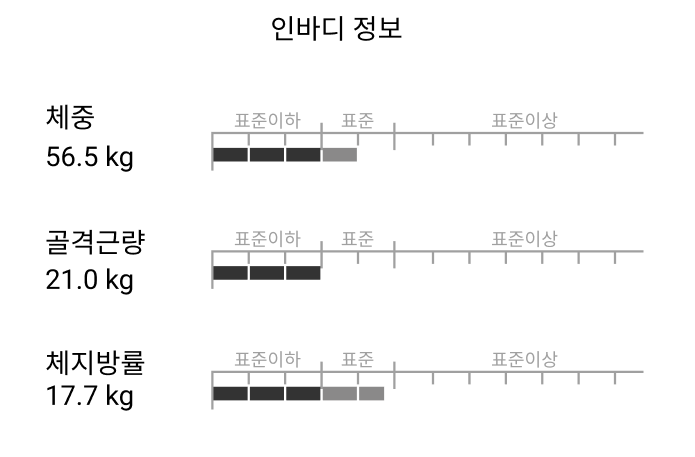 인바디 정보
체중
표준이하 표준 표준이상
56.5 kg
골격근량
표준이하 표준 표준이상
21.0 kg
체지방률
표준이하 표준 표준이상
17.7 kg